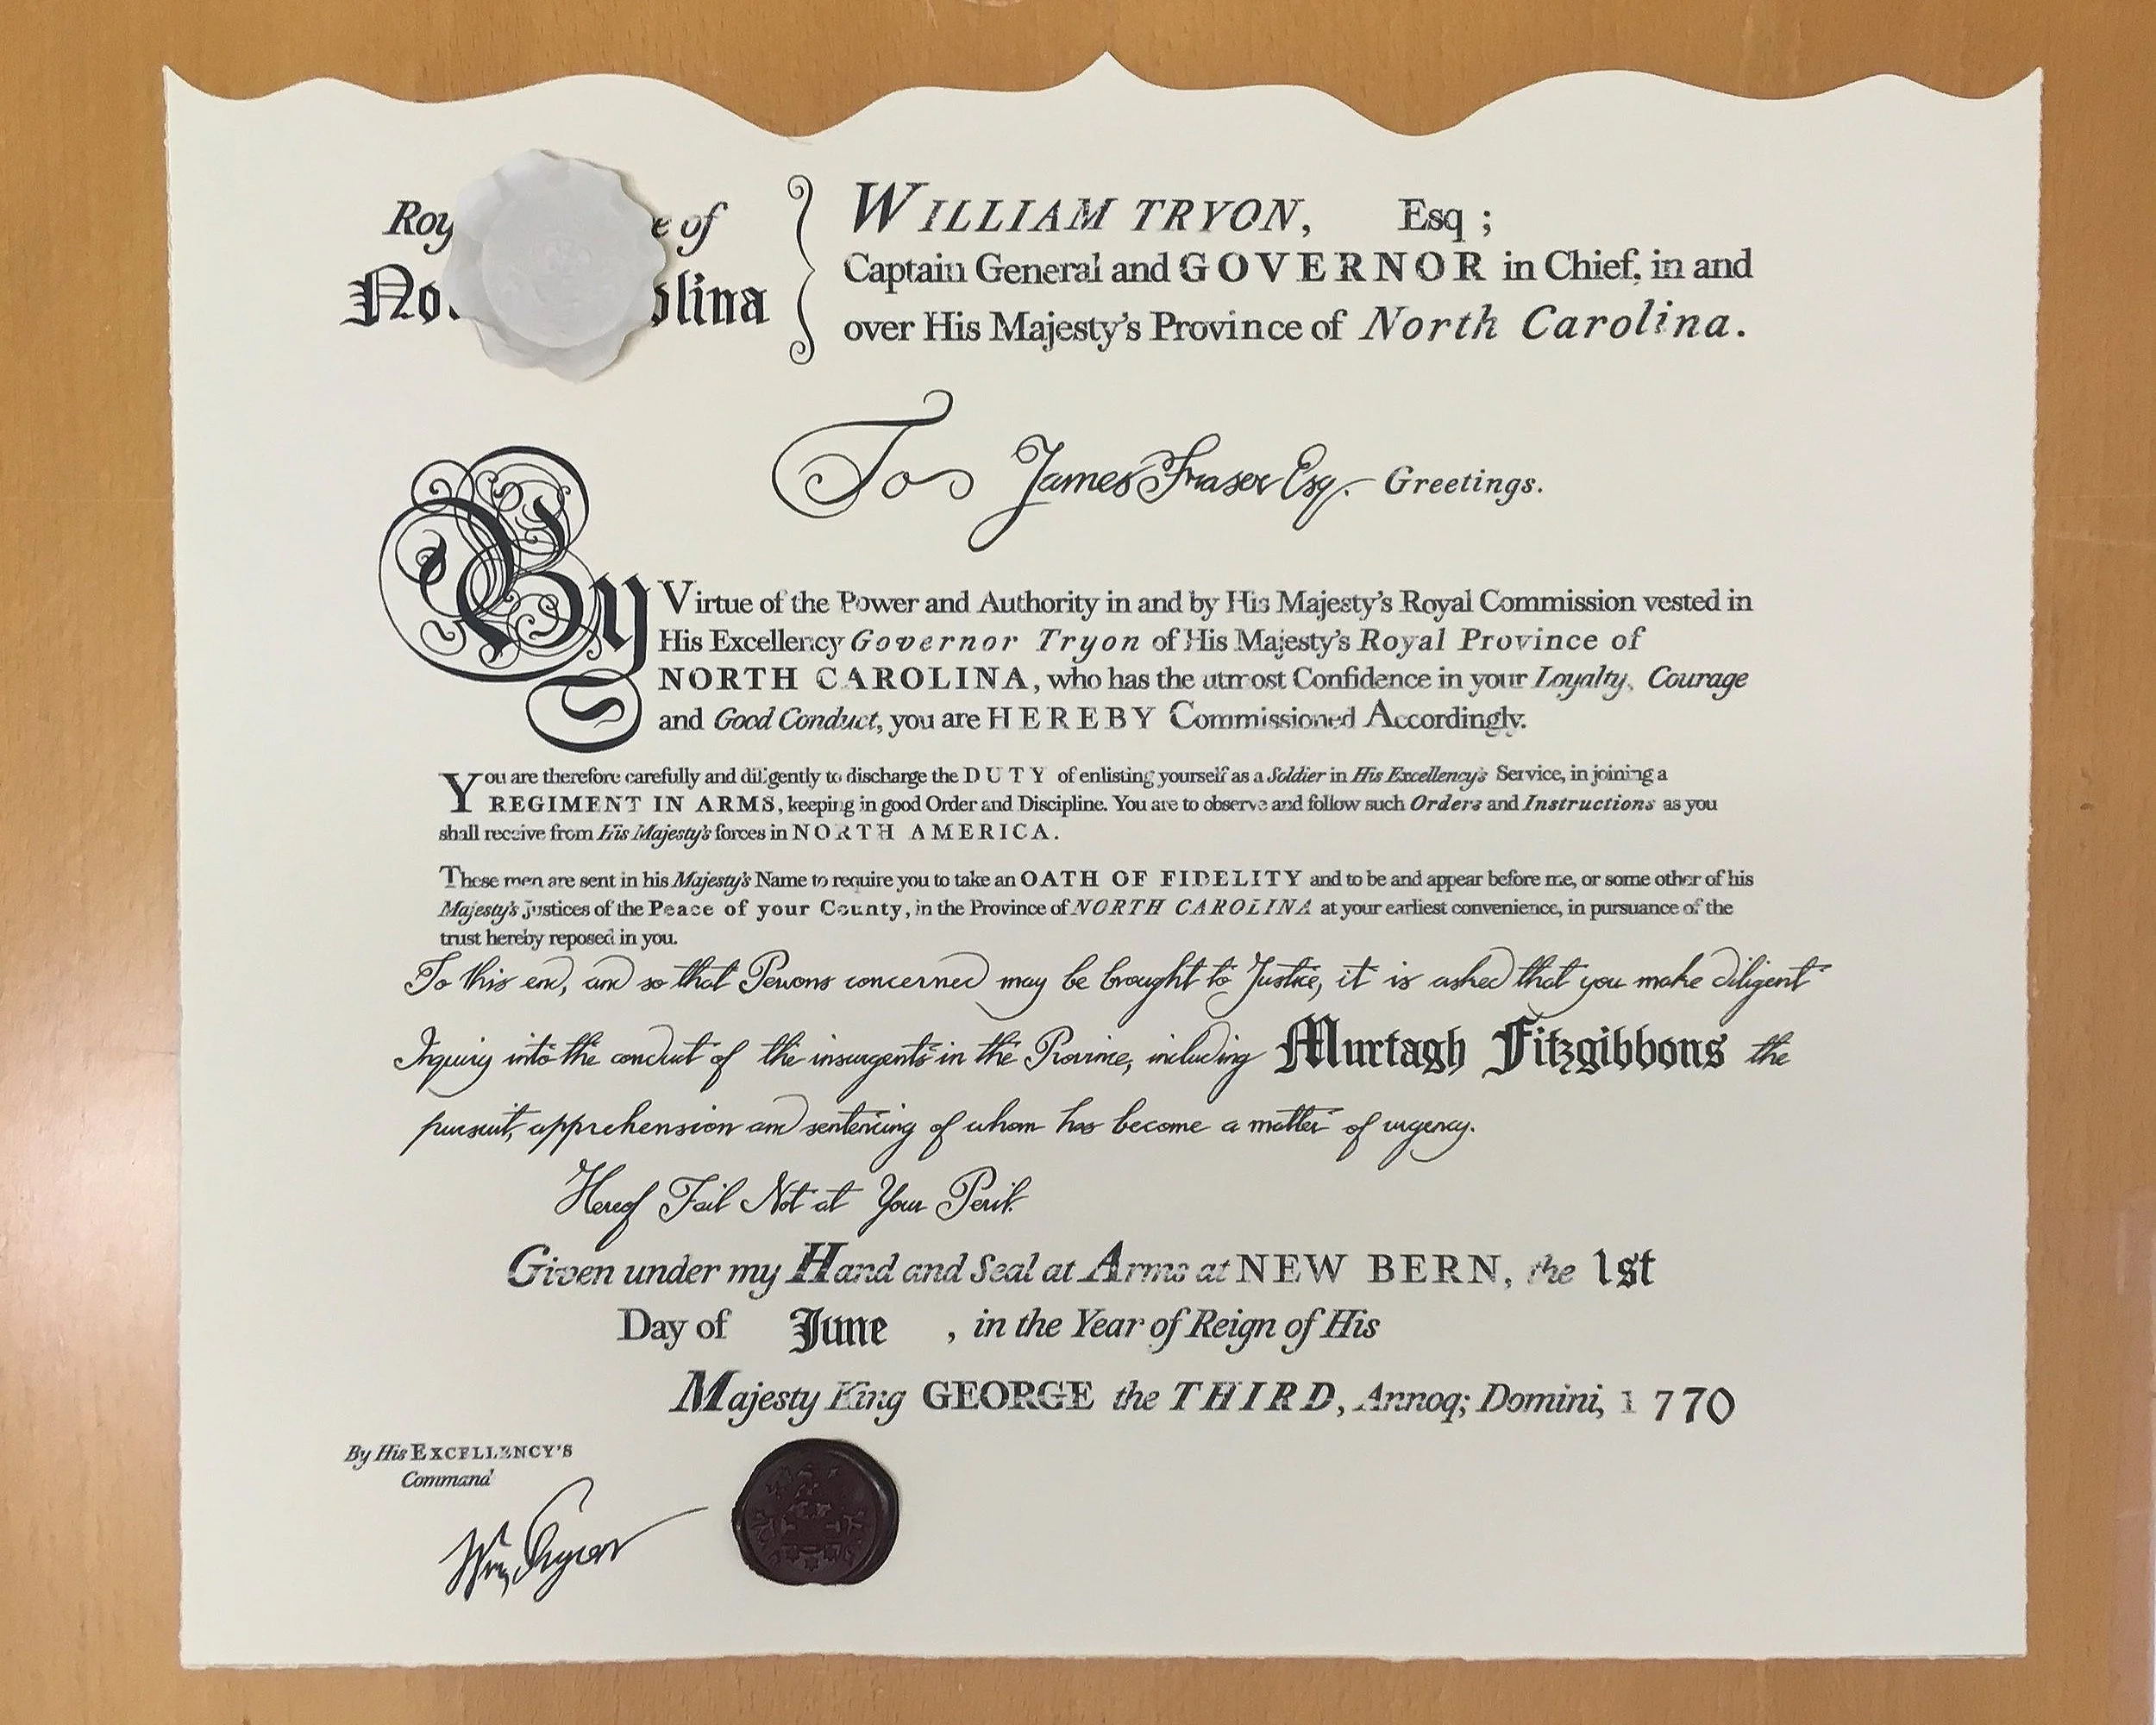 Roy e of
No olina
WILLIAM TRYON, Esq ;
Captain General and GOVERNOR in Chief, in and
over His Majesty's Province of North Carolina.
To James Fraser Esq. Greetings.
By Virtue of the Power and Authority in and by His Majesty's Royal Commission vested in
His Excellency Governor Tryon of His Majesty's Royal Province of
NORTH CAROLINA, who has the utmost Confidence in your Loyalty, Courage
and Good Conduct, you are HEREBY Commissioned Accordingly.
You are therefore carefully and diligently to discharge the DUTY of enlisting yourself as a Soldier in His Excellency's Service, in joining a
REGIMENT IN ARMS, keeping in good Order and Discipline. You are to observe and follow such Orders and Instructions as you
shall receive from His Majesty's forces in NORTH AMERICA.
These men are sent in his Majesty's Name to require you to take an OATH OF FIDELITY and to be and appear before me, or some other of his
Majesty's Justices of the Peace of your County, in the Province of NORTH CAROLINA at your earliest convenience, in pursuance of the
trust hereby reposed in you.
To this end, and so that Persons concerned may be brought to Justice, it is asked that you make diligent
Inquiry into the conduct of the insurgents in the Province, including Murtagh Fitzgibbons the
pursuit, apprehension and sentencing of whom has become a matter of urgency.
Hereof Fail Not at Your Peril.
Given under my Hand and Seal at Arms at NEW BERN, the 1st
Day of June , in the Year of Reign of His
Majesty King GEORGE the THIRD, Annoq; Domini, 1770
By His EXCELLENCY'S
Command
Wm Tryon